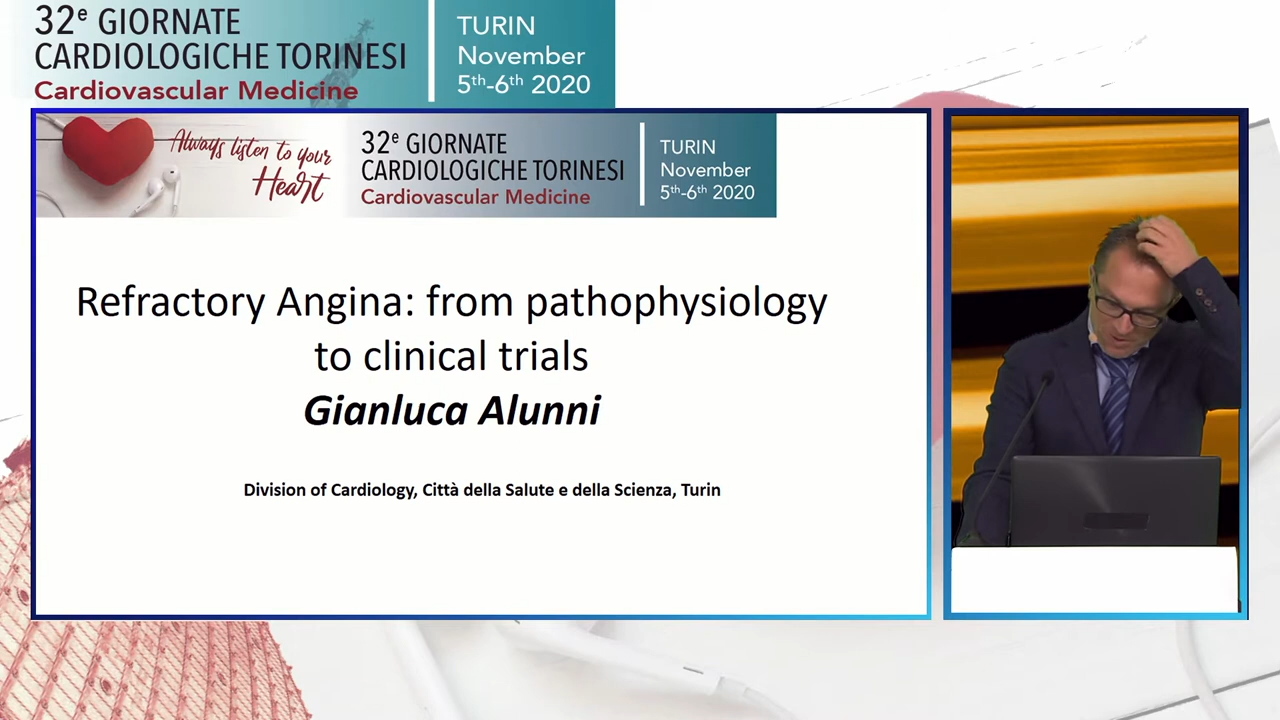 32e GIORNATE
CARDIOLOGICHE TORINESI
Cardiovascular Medicine
TURIN
November
5th-6th 2020
Always listen to your
Heart
32e GIORNATE
CARDIOLOGICHE TORINESI
Cardiovascular Medicine
TURIN
November
5th-6th 2020
Refractory Angina: from pathophysiology
to clinical trials
Gianluca Alunni
Division of Cardiology, Città della Salute e della Scienza, Turin